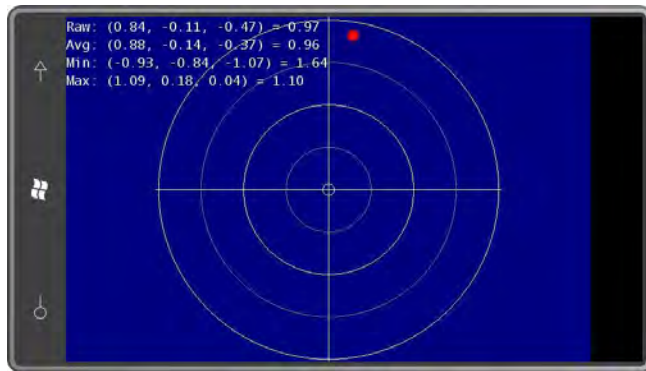 Raw: (0.84, -0.11, -0.47) = 0.97
Avg: (0.88, -0.14, -0.37) = 0.96
Min: (-0.93, -0.84, -1.07) = 1.64
Max: (1.09, 0.18, 0.04) = 1.10